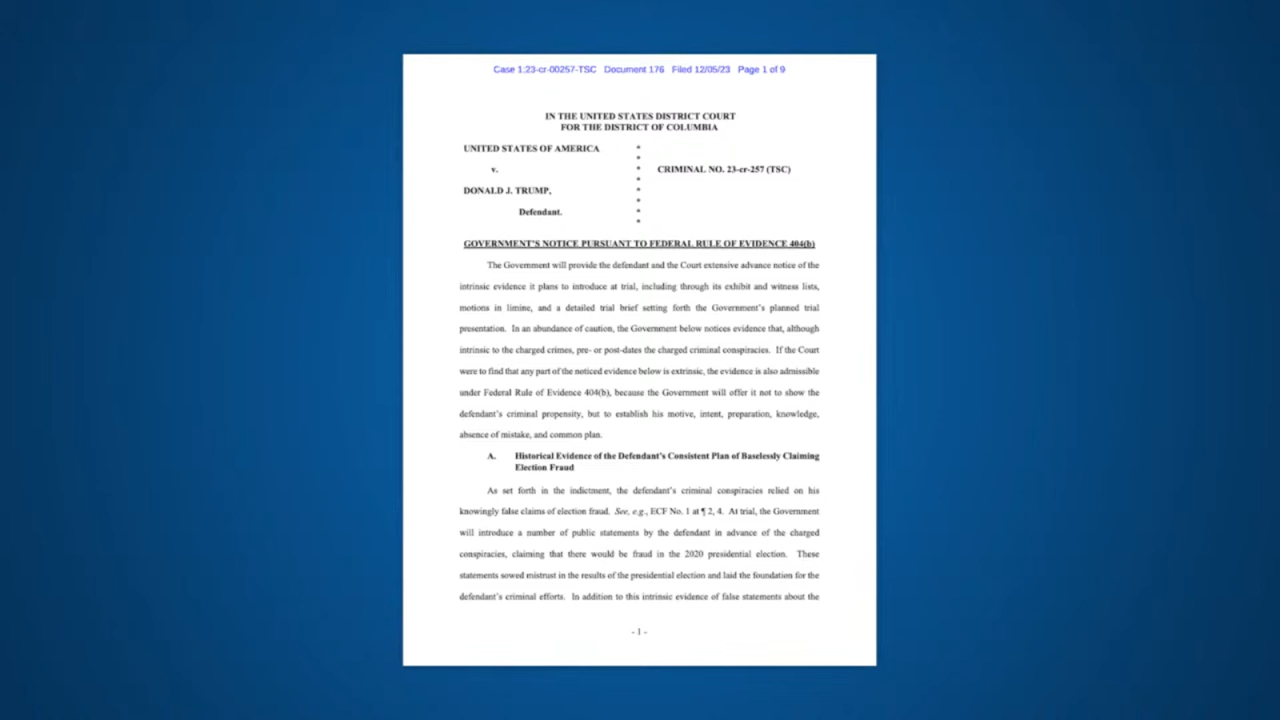 Case 1:23-cr-00257-TSC Document 176 Filed 12/05/23 Page 1 of 9
IN THE UNITED STATES DISTRICT COURT
FOR THE DISTRICT OF COLUMBIA
UNITED STATES OF AMERICA *
*
v. * CRIMINAL NO. 23-cr-257 (TSC)
*
DONALD J. TRUMP, *
*
Defendant. *
*
GOVERNMENT'S NOTICE PURSUANT TO FEDERAL RULE OF EVIDENCE 404(b)
The Government will provide the defendant and the Court extensive advance notice of the
intrinsic evidence it plans to introduce at trial, including through its exhibit and witness lists,
motions in limine, and a detailed trial brief setting forth the Government's planned trial
presentation. In an abundance of caution, the Government below notices evidence that, although
intrinsic to the charged crimes, pre- or post-dates the charged criminal conspiracies. If the Court
were to find that any part of the noticed evidence below is extrinsic, the evidence is also admissible
under Federal Rule of Evidence 404(b), because the Government will offer it not to show the
defendant's criminal propensity, but to establish his motive, intent, preparation, knowledge,
absence of mistake, and common plan.
A. Historical Evidence of the Defendant's Consistent Plan of Baselessly Claiming
Election Fraud
As set forth in the indictment, the defendant's criminal conspiracies relied on his
knowingly false claims of election fraud. See, e.g., ECF No. 1 at ¶ 2, 4. At trial, the Government
will introduce a number of public statements by the defendant in advance of the charged
conspiracies, claiming that there would be fraud in the 2020 presidential election. These
statements sowed mistrust in the results of the presidential election and laid the foundation for the
defendant's criminal efforts. In addition to this intrinsic evidence of false statements about the
- 1 -